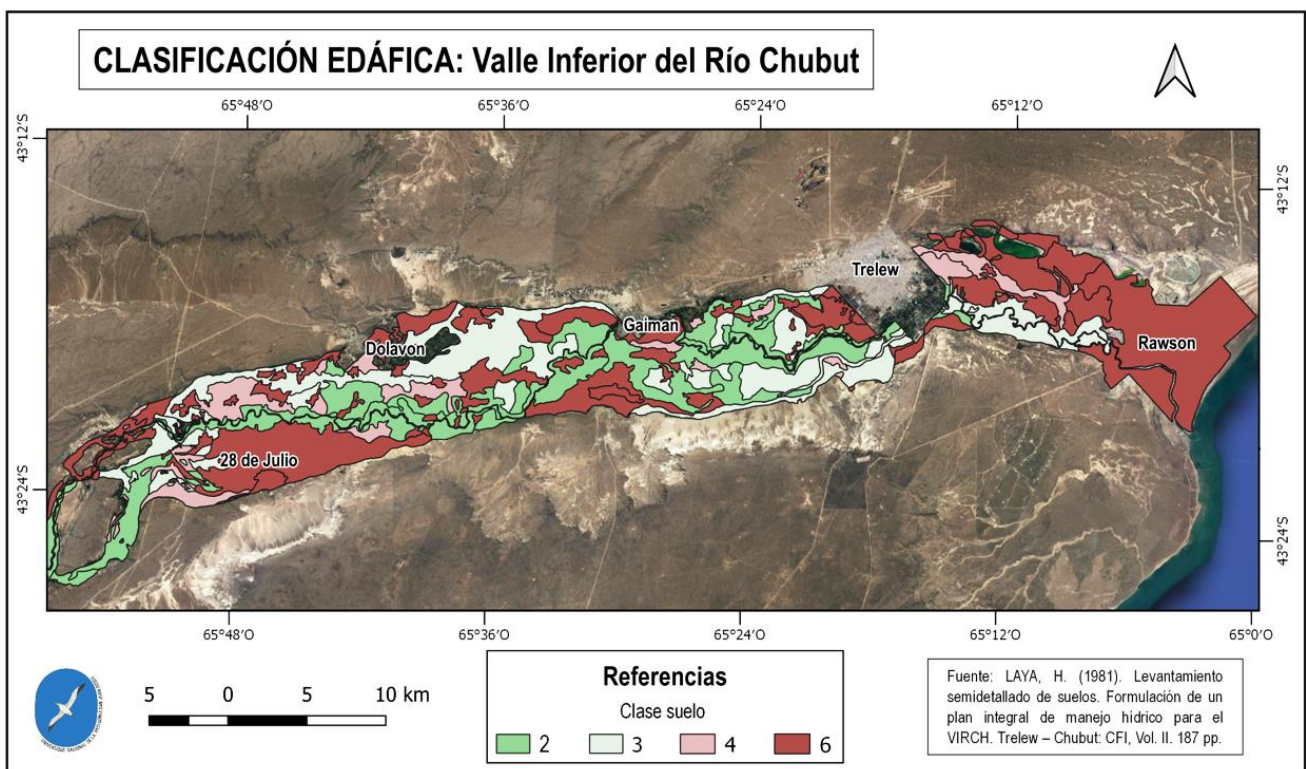 CLASIFICACIÓN EDÁFICA: Valle Inferior del Río Chubut
65°48'O 65°36'O 65°24'O 65°12'O
43°12'S 43°12'S
Trelew
Gaiman
Dolavon
Rawson
28 de Julio
43°24'S 43°24'S
65°48'O 65°36'O 65°24'O 65°12'O 65°0'O
5 0 5 10 km
Referencias
Clase suelo
2 3 4 6
Fuente: LAYA, H. (1981). Levantamiento
semidetallado de suelos. Formulación de un
plan integral de manejo hídrico para el
VIRCH. Trelew – Chubut: CFI, Vol. II. 187 pp.